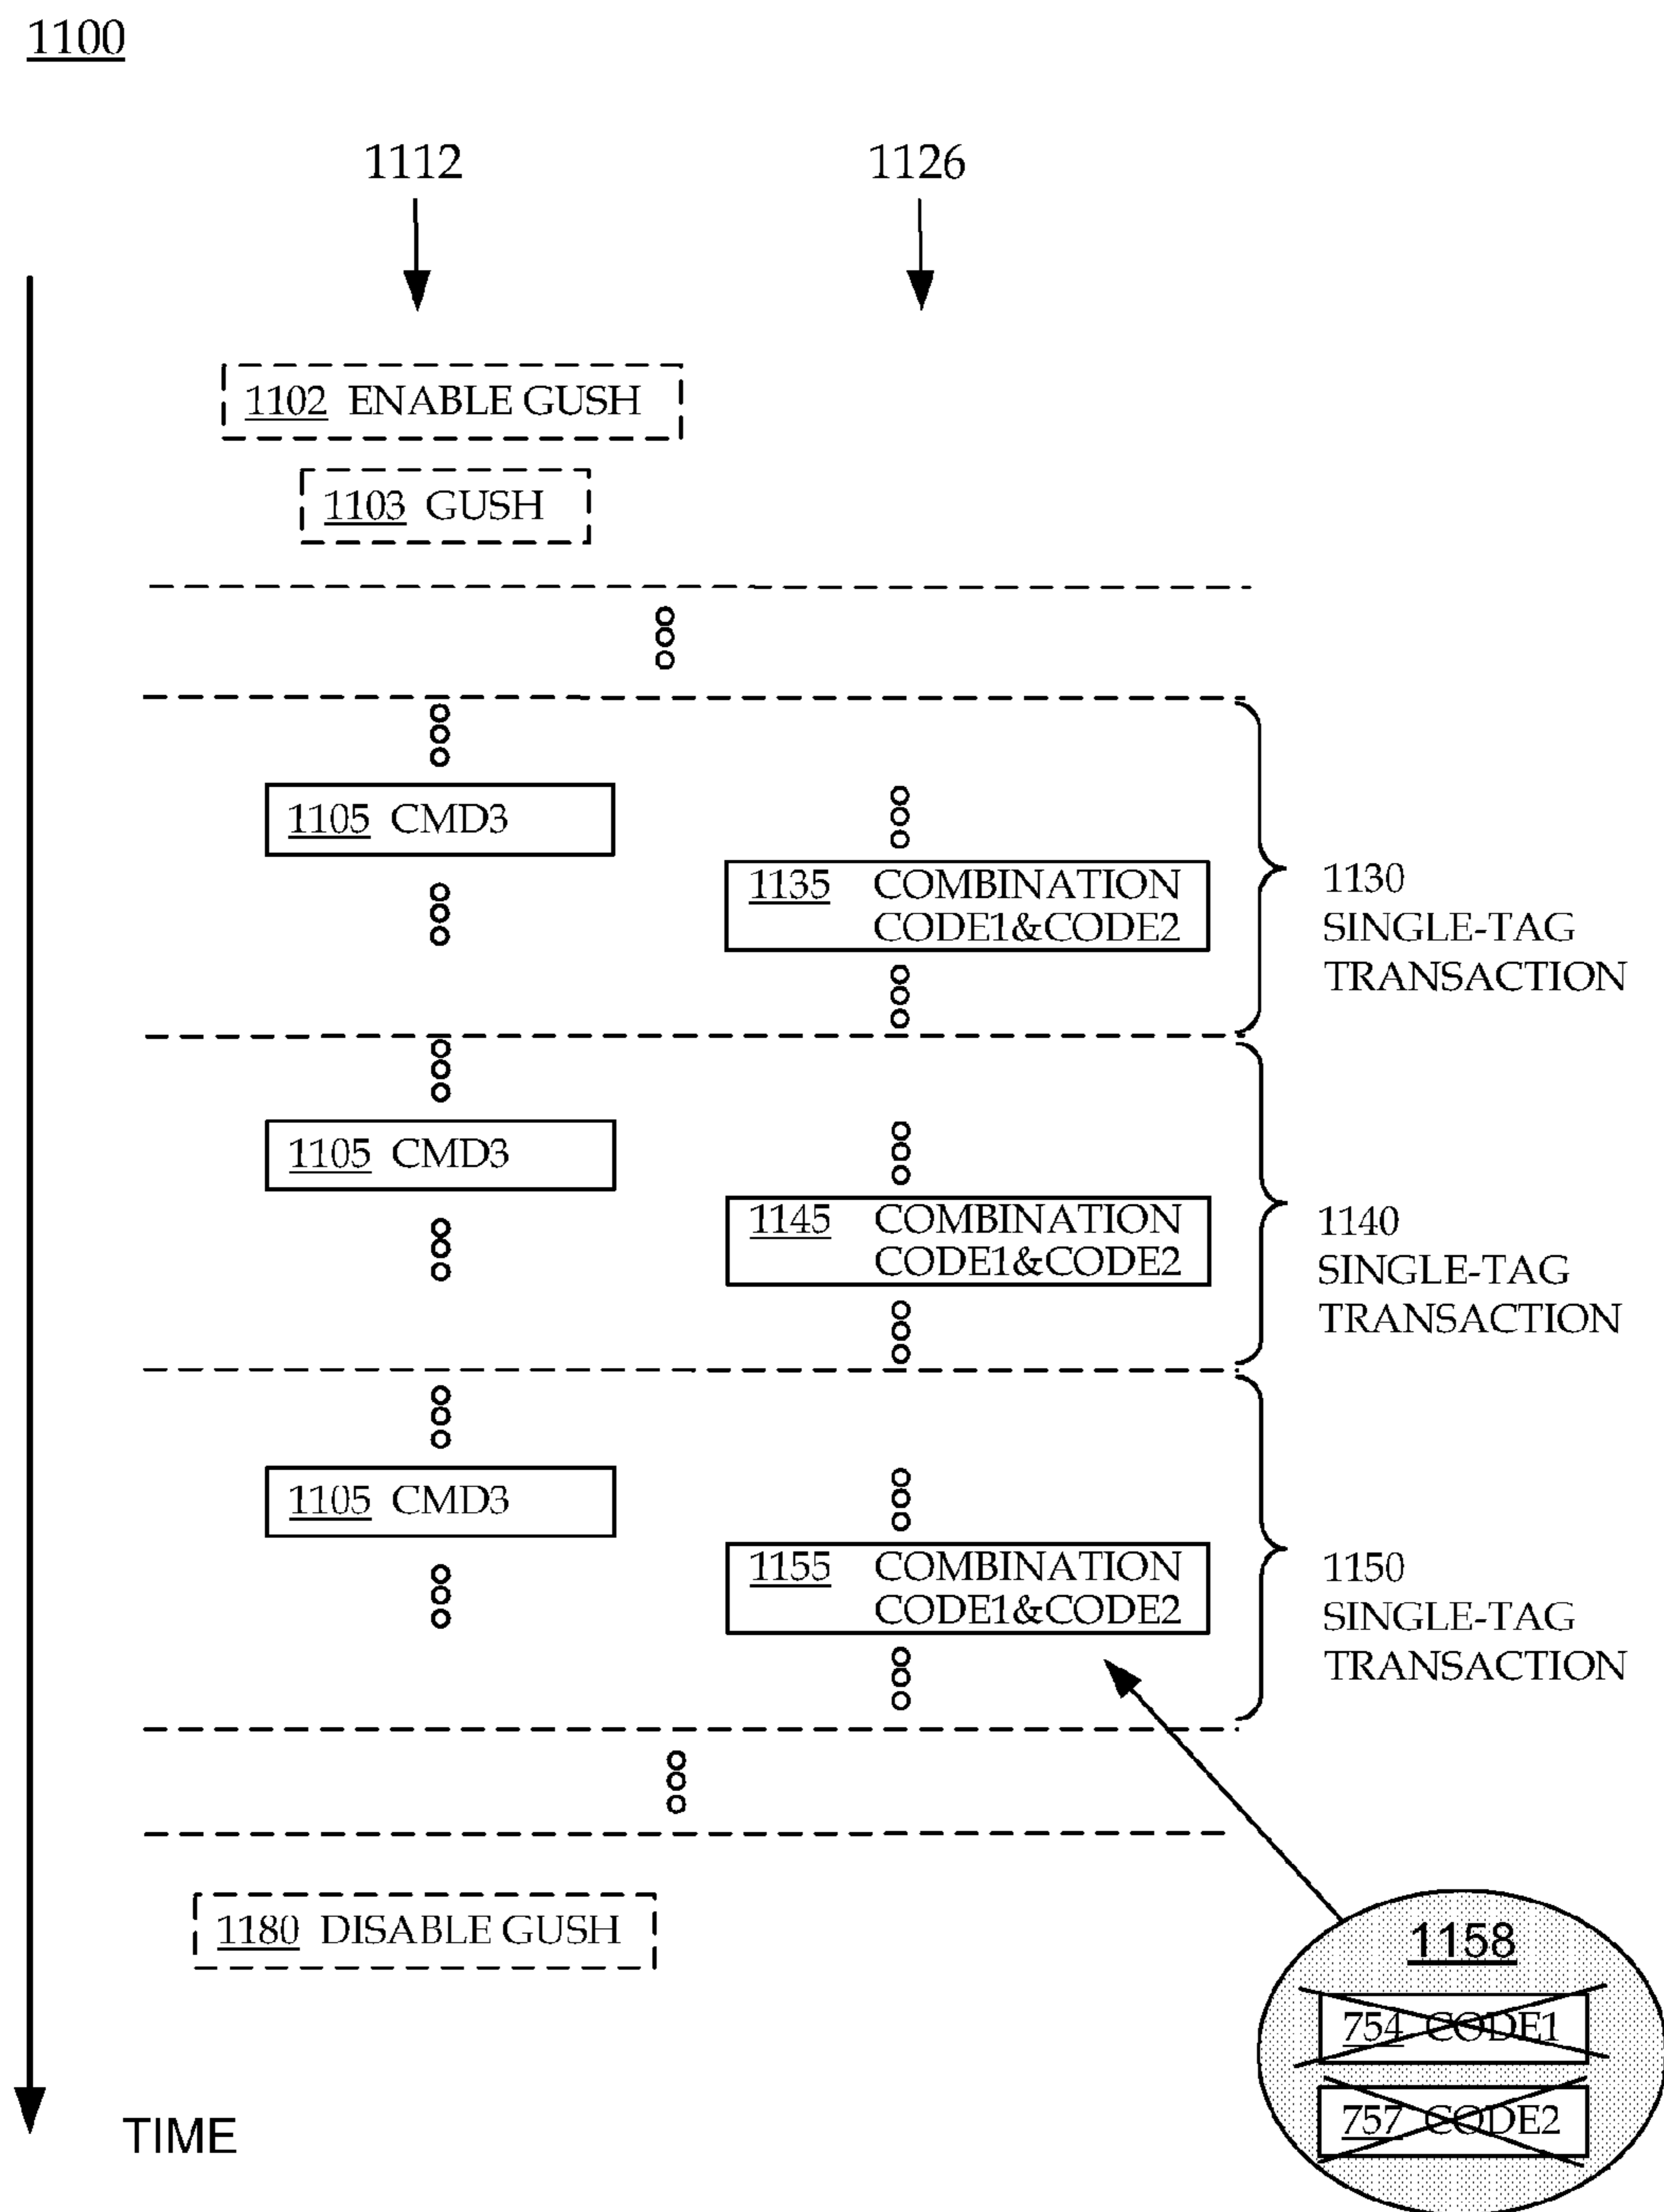 1100
1112
1126
1102 ENABLE GUSH
1103 GUSH
1105 CMD3
1135 COMBINATION
CODE1&CODE2
1130
SINGLE-TAG
TRANSACTION
1105 CMD3
1145 COMBINATION
CODE1&CODE2
1140
SINGLE-TAG
TRANSACTION
1105 CMD3
1155 COMBINATION
CODE1&CODE2
1150
SINGLE-TAG
TRANSACTION
1180 DISABLE GUSH
1158
754 CODE1
757 CODE2
TIME